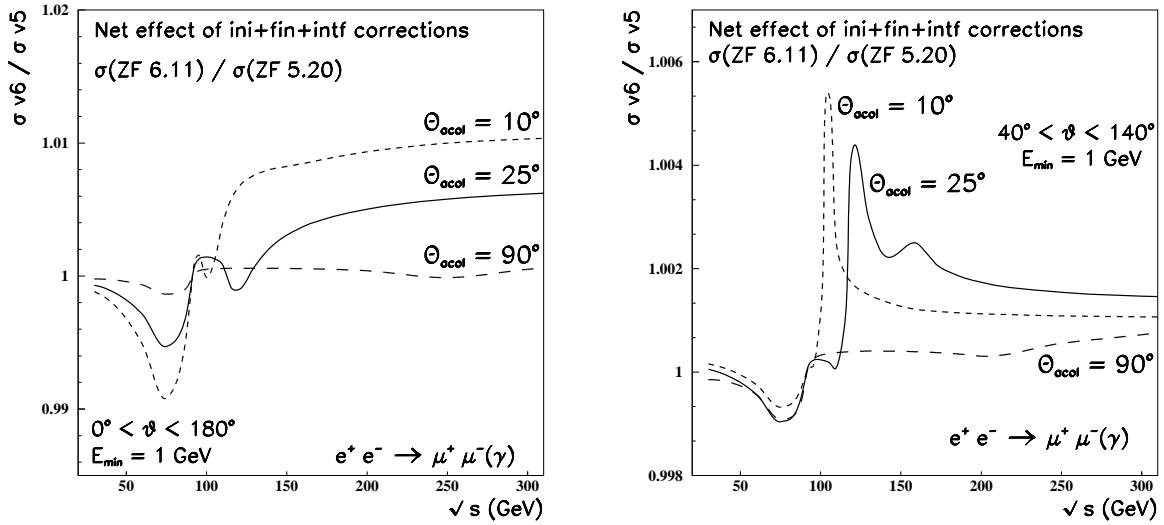 σ v6 / σ v5
1.02
1.01
1
0.99
Net effect of ini+fin+intf corrections
σ(ZF 6.11) / σ(ZF 5.20)
Θacol = 10°
Θacol = 25°
Θacol = 90°
0° < ϑ < 180°
Emin = 1 GeV
e+ e− → μ+ μ−(γ)
50 100 150 200 250 300
√ s (GeV)
σ v6 / σ v5
1.006
1.004
1.002
1
0.998
Net effect of ini+fin+intf corrections
σ(ZF 6.11) / σ(ZF 5.20)
Θacol = 10°
40° < ϑ < 140°
Emin = 1 GeV
Θacol = 25°
Θacol = 90°
e+ e− → μ+ μ−(γ)
50 100 150 200 250 300
√ s (GeV)